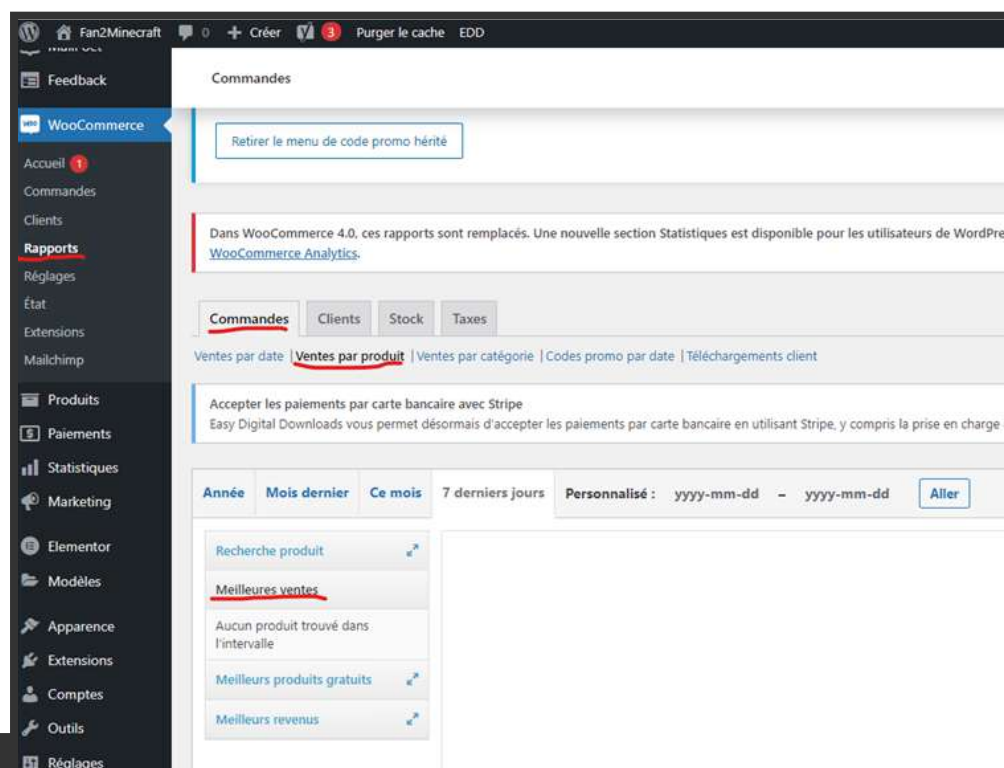 Fan2Minecraft 0 + Créer 3 Purger le cache EDD
Feedback
WooCommerce
Accueil 1
Commandes
Clients
Rapports
Réglages
État
Extensions
Mailchimp
Produits
Paiements
Statistiques
Marketing
Elementor
Modèles
Apparence
Extensions
Comptes
Outils
Réglages
Commandes
Retirer le menu de code promo hérité
Dans WooCommerce 4.0, ces rapports sont remplacés. Une nouvelle section Statistiques est disponible pour les utilisateurs de WordPre
WooCommerce Analytics.
Commandes Clients Stock Taxes
Ventes par date | Ventes par produit | Ventes par catégorie | Codes promo par date | Téléchargements client
Accepter les paiements par carte bancaire avec Stripe
Easy Digital Downloads vous permet désormais d'accepter les paiements par carte bancaire en utilisant Stripe, y compris la prise en charge
Année Mois dernier Ce mois 7 derniers jours Personnalisé : yyyy-mm-dd – yyyy-mm-dd Aller
Recherche produit
Meilleures ventes
Aucun produit trouvé dans
l'intervalle
Meilleurs produits gratuits
Meilleurs revenus